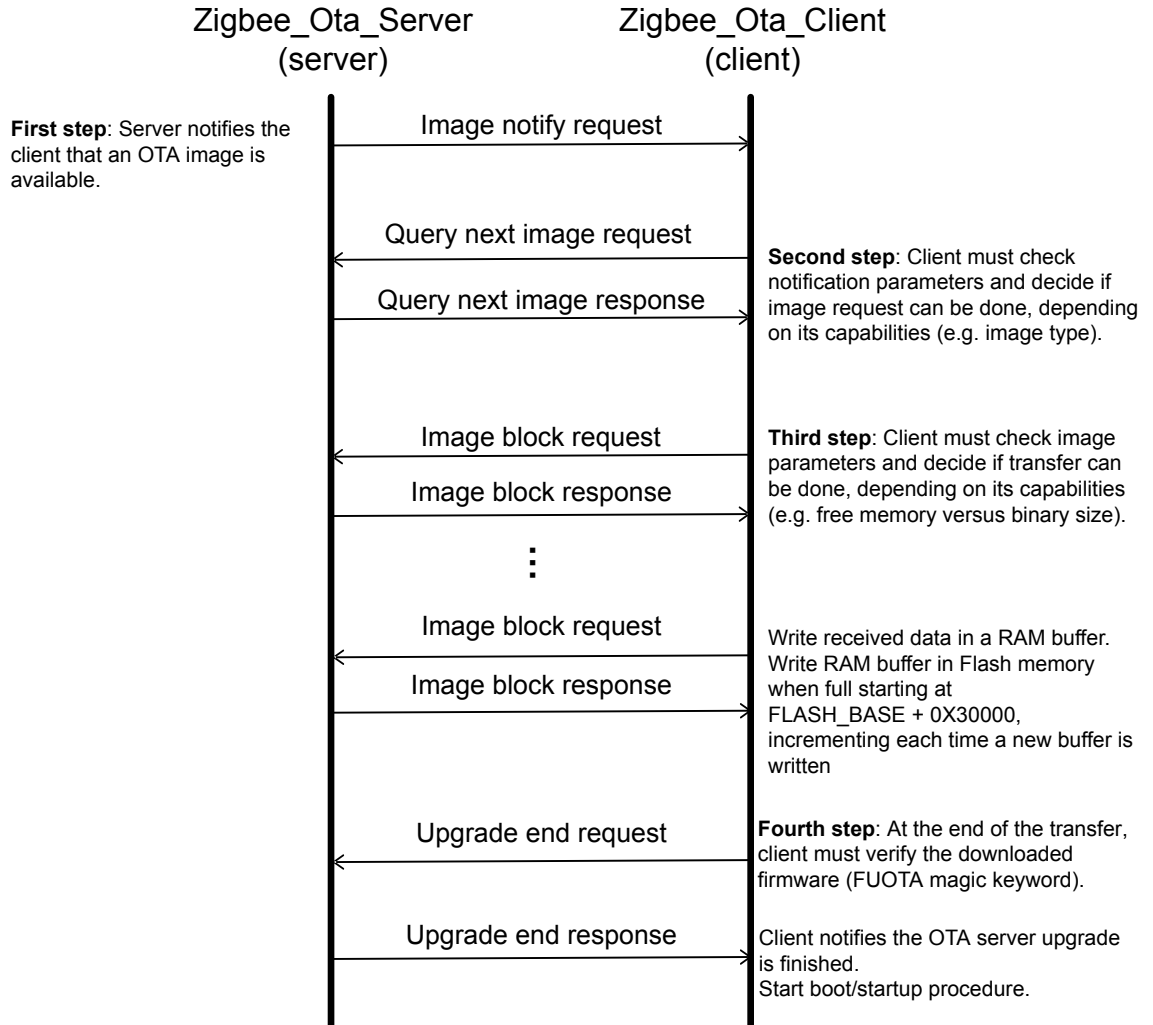 Zigbee_Ota_Server
(server)
Zigbee_Ota_Client
(client)
First step: Server notifies the
client that an OTA image is
available.
Image notify request
Query next image request
Query next image response
Second step: Client must check
notification parameters and decide if
image request can be done, depending
on its capabilities (e.g. image type).
Image block request
Image block response
Third step: Client must check image
parameters and decide if transfer can
be done, depending on its capabilities
(e.g. free memory versus binary size).
Image block request
Image block response
Write received data in a RAM buffer.
Write RAM buffer in Flash memory
when full starting at
FLASH_BASE + 0X30000,
incrementing each time a new buffer is
written
Upgrade end request
Fourth step: At the end of the transfer,
client must verify the downloaded
firmware (FUOTA magic keyword).
Upgrade end response
Client notifies the OTA server upgrade
is finished.
Start boot/startup procedure.